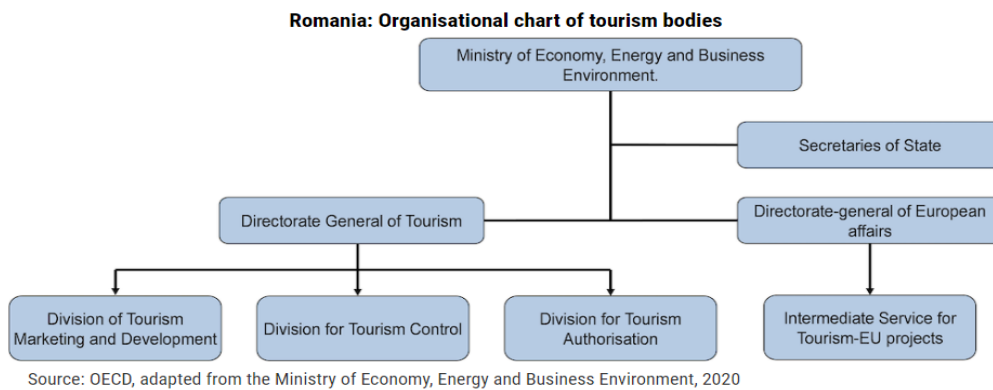 Romania: Organisational chart of tourism bodies
Ministry of Economy, Energy and Business
Environment.
Secretaries of State
Directorate General of Tourism
Directorate-general of European
affairs
Division of Tourism
Marketing and Development
Division for Tourism Control
Division for Tourism
Authorisation
Intermediate Service for
Tourism-EU projects
Source: OECD, adapted from the Ministry of Economy, Energy and Business Environment, 2020